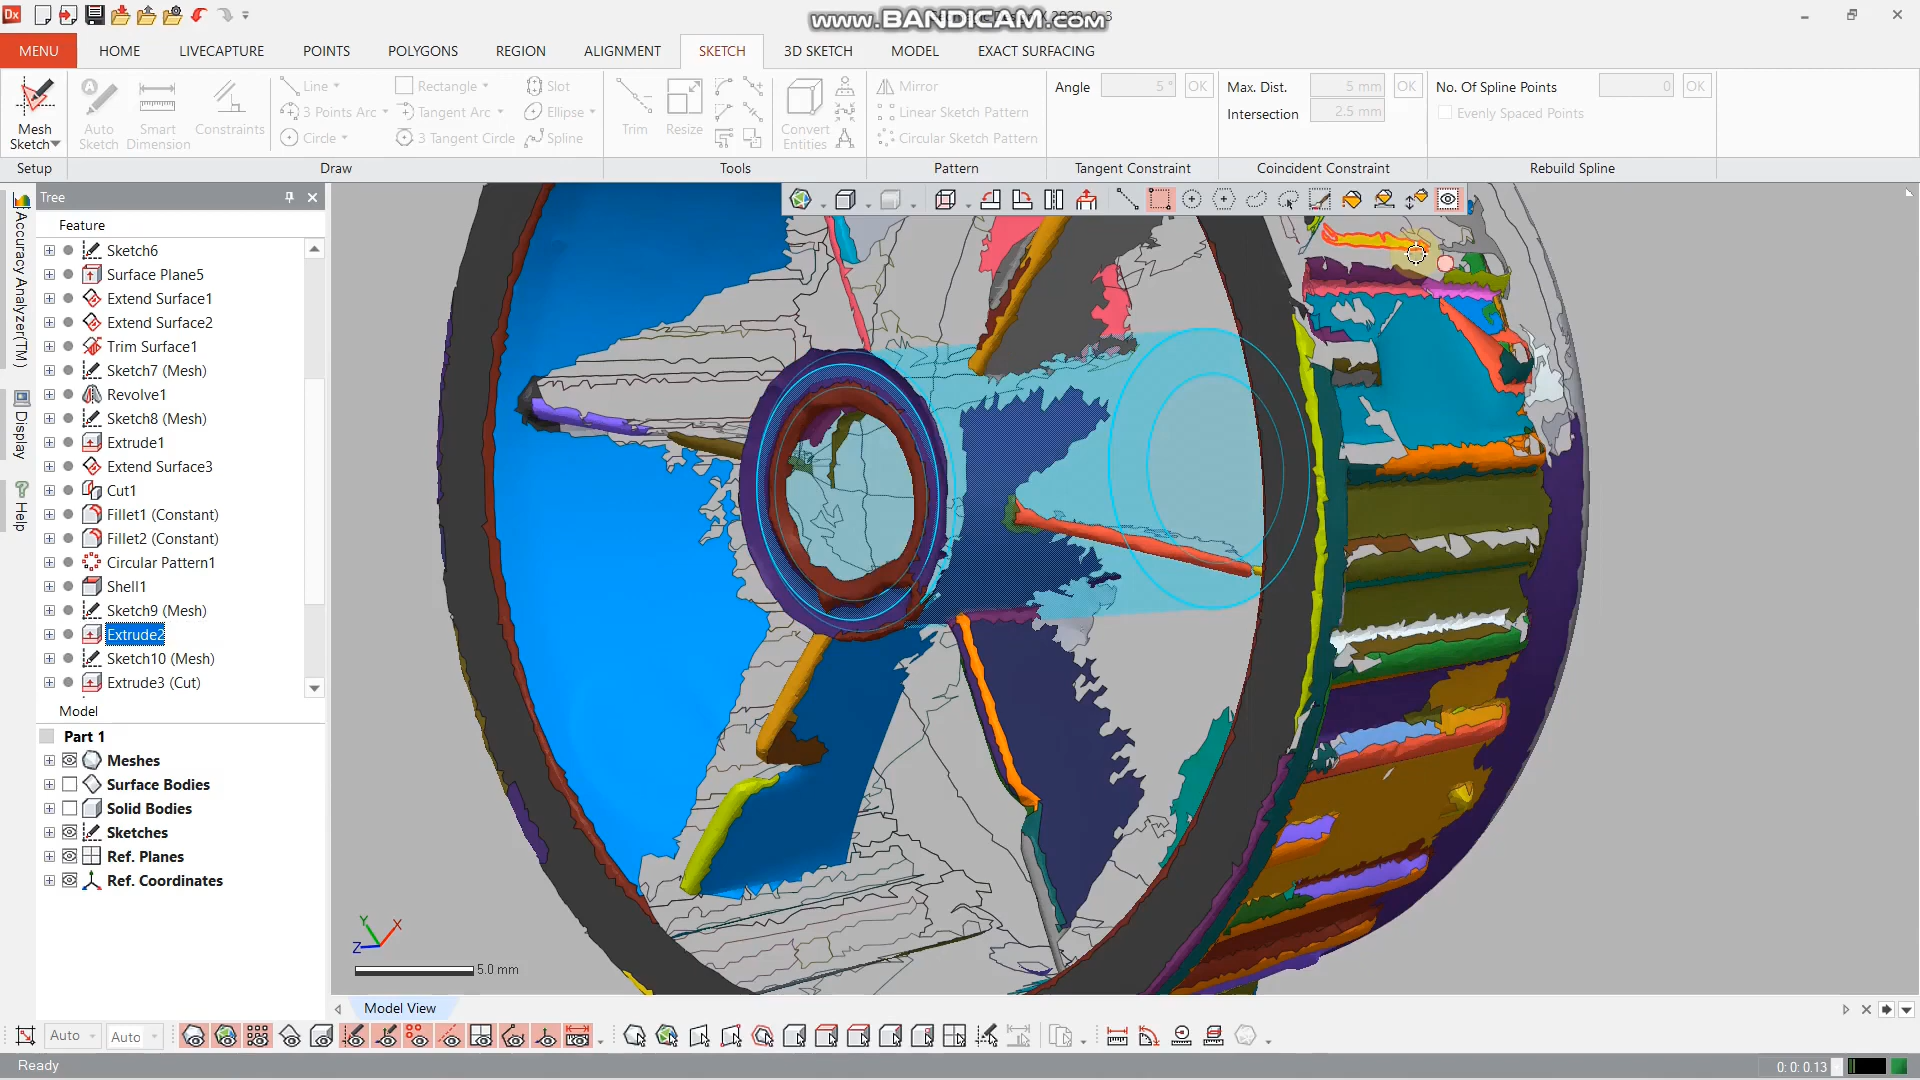 Dx
www.BANDICAM.com
MENU HOME LIVECAPTURE POINTS POLYGONS REGION ALIGNMENT SKETCH 3D SKETCH MODEL EXACT SURFACING
Mesh Sketch
Auto Sketch
Smart Dimension
Constraints
Line
Rectangle
Slot
3 Points Arc
Tangent Arc
Ellipse
Circle
3 Tangent Circle
Spline
Trim
Resize
Convert Entities
Mirror
Linear Sketch Pattern
Circular Sketch Pattern
Angle 5 ° OK
Max. Dist. 5 mm OK
Intersection 2.5 mm
No. Of Spline Points 0 OK
Evenly Spaced Points
Setup Draw Tools Pattern Tangent Constraint Coincident Constraint Rebuild Spline
Accuracy Analyzer(TM)
Display
Help
Tree
Feature
Sketch6
Surface Plane5
Extend Surface1
Extend Surface2
Trim Surface1
Sketch7 (Mesh)
Revolve1
Sketch8 (Mesh)
Extrude1
Extend Surface3
Cut1
Fillet1 (Constant)
Fillet2 (Constant)
Circular Pattern1
Shell1
Sketch9 (Mesh)
Extrude2
Sketch10 (Mesh)
Extrude3 (Cut)
Model
Part 1
Meshes
Surface Bodies
Solid Bodies
Sketches
Ref. Planes
Ref. Coordinates
Y X
Z
5.0 mm
Model View
Auto Auto
Ready
0: 0: 0.13